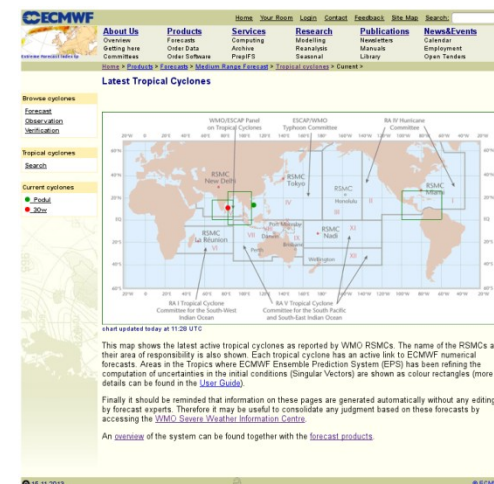 ECMWF
Home Your Room Login Contact Feedback Site Map Search:
About Us Products Services Research Publications News&Events
Overview Forecasts Computing Modelling Newsletters Calendar
Getting here Order Data Archive Reanalysis Manuals Employment
Committees Order Software PrepIFS Seasonal Library Open Tenders
Home > Products > Forecasts > Medium Range Forecast > Tropical cyclones > Current >
Latest Tropical Cyclones
Browse cyclones
Forecast
Observation
Verification
Tropical cyclones
Search
Current cyclones
Podul
30w
WMO/ESCAP Panel
on Tropical Cyclones
ESCAP/WMO
Typhoon Committee
RA IV Hurricane
Committee
RSMC
New Delhi
RSMC
Tokyo
RSMC
Honolulu
RSMC
Miami
RSMC
La Réunion
RSMC
Nadi
Port Moresby
Darwin
Brisbane
Perth
Wellington
RA I Tropical Cyclone
Committee for the South-West
Indian Ocean
RA V Tropical Cyclone
Committee for the South Pacific
and South-East Indian Ocean
chart updated today at 11:28 UTC
This map shows the latest active tropical cyclones as reported by WMO RSMCs. The name of the RSMCs a
their area of responsibility is also shown. Each tropical cyclone has an active link to ECMWF numerical
forecasts. Areas in the Tropics where ECMWF Ensemble Prediction System (EPS) has been refining the
computation of uncertainties in the initial conditions (Singular Vectors) are shown as colour rectangles (more
details can be found in the User Guide).
Finally it should be reminded that information on these pages are generated automatically without any editing
by forecast experts. Therefore it may be useful to consolidate any judgment based on these forecasts by
accessing the WMO Severe Weather Information Centre.
An overview of the system can be found together with the forecast products.
15.11.2013
© ECM